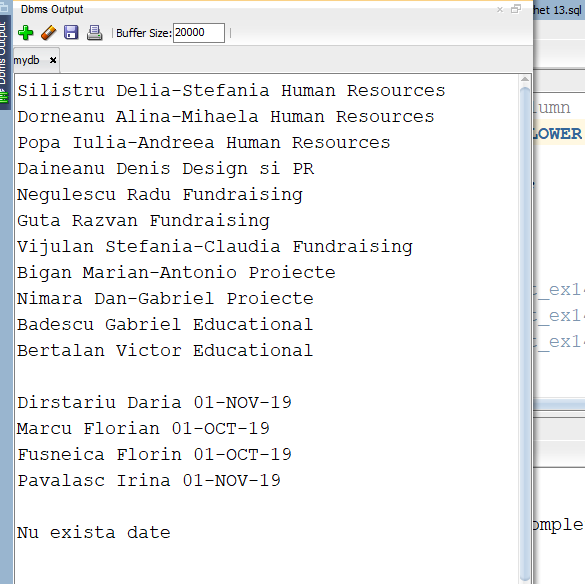 Dbms Output
het 13.sql
Buffer Size: 20000
Dbms Output
mydb
Silistru Delia-Stefania Human Resources
Dorneanu Alina-Mihaela Human Resources
Popa Iulia-Andreea Human Resources
Daineanu Denis Design si PR
Negulescu Radu Fundraising
Guta Razvan Fundraising
Vijulan Stefania-Claudia Fundraising
Bigan Marian-Antonio Proiecte
Nimara Dan-Gabriel Proiecte
Badescu Gabriel Educational
Bertalan Victor Educational
Dirstariu Daria 01-NOV-19
Marcu Florian 01-OCT-19
Fusneica Florin 01-OCT-19
Pavalasc Irina 01-NOV-19
Nu exista date
lumn
LOWER
t_ex14
t_ex14
t_ex14
omple